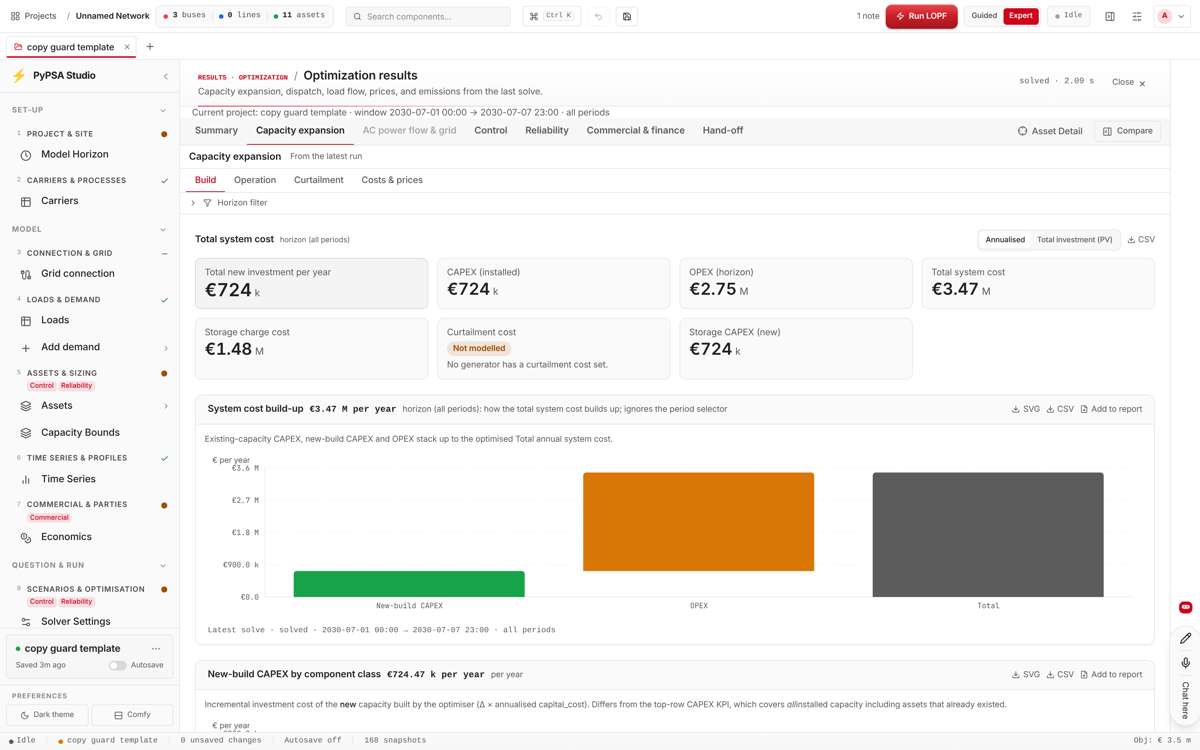 Projects / Unnamed Network 3 buses 0 lines 11 assets Search components... ⌘ Ctrl K 1 note Run LOPF Guided Expert Idle A
copy guard template × +
PyPSA Studio
SET-UP
1 PROJECT & SITE
Model Horizon
2 CARRIERS & PROCESSES
Carriers
MODEL
3 CONNECTION & GRID
Grid connection
4 LOADS & DEMAND
Loads
Add demand
5 ASSETS & SIZING
Control Reliability
Assets
Capacity Bounds
6 TIME SERIES & PROFILES
Time Series
7 COMMERCIAL & PARTIES
Commercial
Economics
QUESTION & RUN
8 SCENARIOS & OPTIMISATION
Control Reliability
Solver Settings
copy guard template ...
Saved 3m ago Autosave
PREFERENCES
Dark theme Comfy
RESULTS · OPTIMIZATION / Optimization results
Capacity expansion, dispatch, load flow, prices, and emissions from the last solve.
solved · 2.09 s Close ×
Current project: copy guard template · window 2030-07-01 00:00 → 2030-07-07 23:00 · all periods
Summary Capacity expansion AC power flow & grid Control Reliability Commercial & finance Hand-off Asset Detail Compare
Capacity expansion From the latest run
Build Operation Curtailment Costs & prices
Horizon filter
Total system cost horizon (all periods) Annualised Total investment (PV) CSV
Total new investment per year
€724 k
CAPEX (installed)
€724 k
OPEX (horizon)
€2.75 M
Total system cost
€3.47 M
Storage charge cost
€1.48 M
Curtailment cost
Not modelled
No generator has a curtailment cost set.
Storage CAPEX (new)
€724 k
System cost build-up €3.47 M per year horizon (all periods): how the total system cost builds up; ignores the period selector SVG CSV Add to report
Existing-capacity CAPEX, new-build CAPEX and OPEX stack up to the optimised Total annual system cost.
€ per year
€3.6 M
€2.7 M
€1.8 M
€900.0 k
€0.0
New-build CAPEX OPEX Total
Latest solve · solved · 2030-07-01 00:00 → 2030-07-07 23:00 · all periods
New-build CAPEX by component class €724.47 k per year per year SVG CSV Add to report
Incremental investment cost of the new capacity built by the optimiser (Δ × annualised capital_cost). Differs from the top-row CAPEX KPI, which covers allinstalled capacity including assets that already existed.
€ per year
Chat here
Idle copy guard template 0 unsaved changes Autosave off 168 snapshots Obj: € 3.5 m